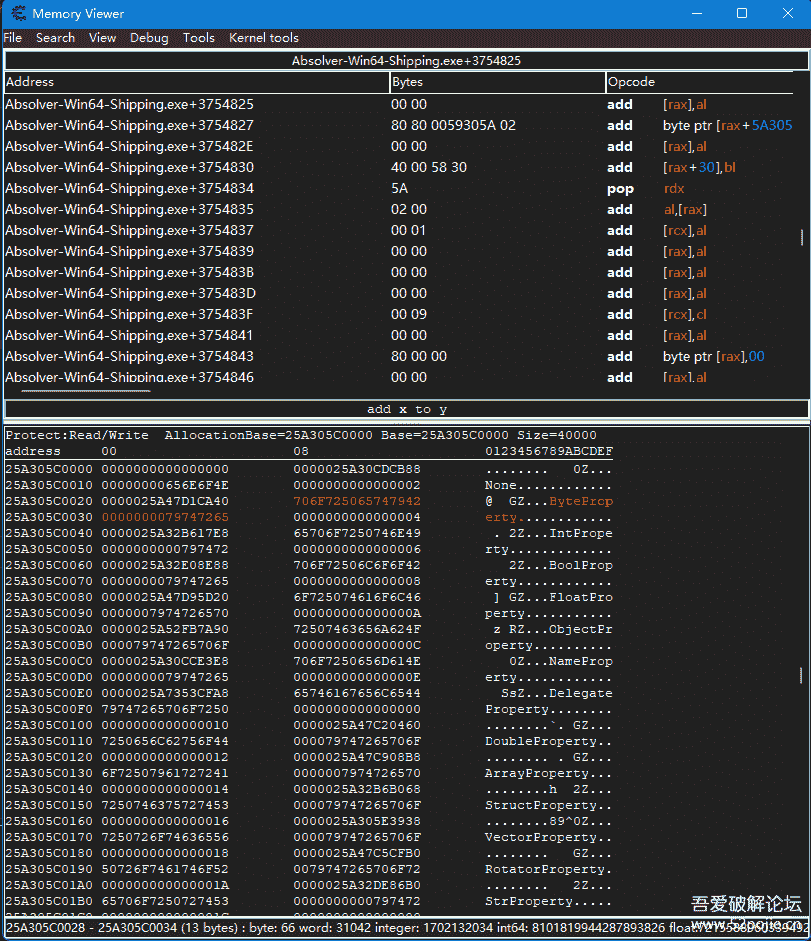 Memory Viewer
File Search View Debug Tools Kernel tools
Absolver-Win64-Shipping.exe+3754825
Address Bytes Opcode
Absolver-Win64-Shipping.exe+3754825 00 00 add [rax],al
Absolver-Win64-Shipping.exe+3754827 80 80 0059305A 02 add byte ptr [rax+5A305
Absolver-Win64-Shipping.exe+375482E 00 00 add [rax],al
Absolver-Win64-Shipping.exe+3754830 40 00 58 30 add [rax+30],bl
Absolver-Win64-Shipping.exe+3754834 5A pop rdx
Absolver-Win64-Shipping.exe+3754835 02 00 add al,[rax]
Absolver-Win64-Shipping.exe+3754837 00 01 add [rcx],al
Absolver-Win64-Shipping.exe+3754839 00 00 add [rax],al
Absolver-Win64-Shipping.exe+375483B 00 00 add [rax],al
Absolver-Win64-Shipping.exe+375483D 00 00 add [rax],al
Absolver-Win64-Shipping.exe+375483F 00 09 add [rcx],cl
Absolver-Win64-Shipping.exe+3754841 00 00 add [rax],al
Absolver-Win64-Shipping.exe+3754843 80 00 00 add byte ptr [rax],00
Absolver-Win64-Shipping.exe+3754846 00 00 add [rax],al
add x to y
Protect:Read/Write AllocationBase=25A305C0000 Base=25A305C0000 Size=40000
address 00 08 0123456789ABCDEF
25A305C0000 0000000000000000 0000025A30CDCB88 ........ 0Z...
25A305C0010 00000000656E6F4E 0000000000000002 None............
25A305C0020 0000025A47D1CA40 706F725065747942 @ GZ...ByteProp
25A305C0030 0000000079747265 0000000000000004 erty............
25A305C0040 0000025A32B617E8 65706F7250746E49 . 2Z...IntPrope
25A305C0050 0000000000797472 0000000000000006 rty.............
25A305C0060 0000025A32E08E88 706F72506C6F6F42 2Z...BoolProp
25A305C0070 0000000079747265 0000000000000008 erty............
25A305C0080 0000025A47D95D20 6F725074616F6C46 ] GZ...FloatPro
25A305C0090 0000007974726570 000000000000000A perty...........
25A305C00A0 0000025A52FB7A90 72507463656A624F z RZ...ObjectPr
25A305C00B0 000079747265706F 000000000000000C operty..........
25A305C00C0 0000025A30CCE3E8 706F7250656D614E 0Z...NameProp
25A305C00D0 0000000079747265 000000000000000E erty............
25A305C00E0 0000025A7353CFA8 65746167656C6544 SsZ...Delegate
25A305C00F0 79747265706F7250 0000000000000000 Property........
25A305C0100 0000000000000010 0000025A47C20460 ........`. GZ...
25A305C0110 7250656C62756F44 000079747265706F DoubleProperty..
25A305C0120 0000000000000012 0000025A47C908B8 ........ . GZ...
25A305C0130 6F72507961727241 0000007974726570 ArrayProperty...
25A305C0140 0000000000000014 0000025A32B6B068 ........h 2Z...
25A305C0150 7250746375727453 000079747265706F StructProperty..
25A305C0160 0000000000000016 0000025A305E3938 ........89^0Z...
25A305C0170 7250726F74636556 000079747265706F VectorProperty..
25A305C0180 0000000000000018 0000025A47C5CFB0 ........ GZ...
25A305C0190 50726F7461746F52 0079747265706F72 RotatorProperty.
25A305C01A0 000000000000001A 0000025A32DE86B0 ........ 2Z...
25A305C01B0 65706F7250727453 0000000000797472 StrProperty.....
吾爱破解论坛
25A305C0028 - 25A305C0034 (13 bytes) : byte: 66 word: 31042 integer: 1702132034 int64: 8101819944287893826 float:
www.52pojie.cn